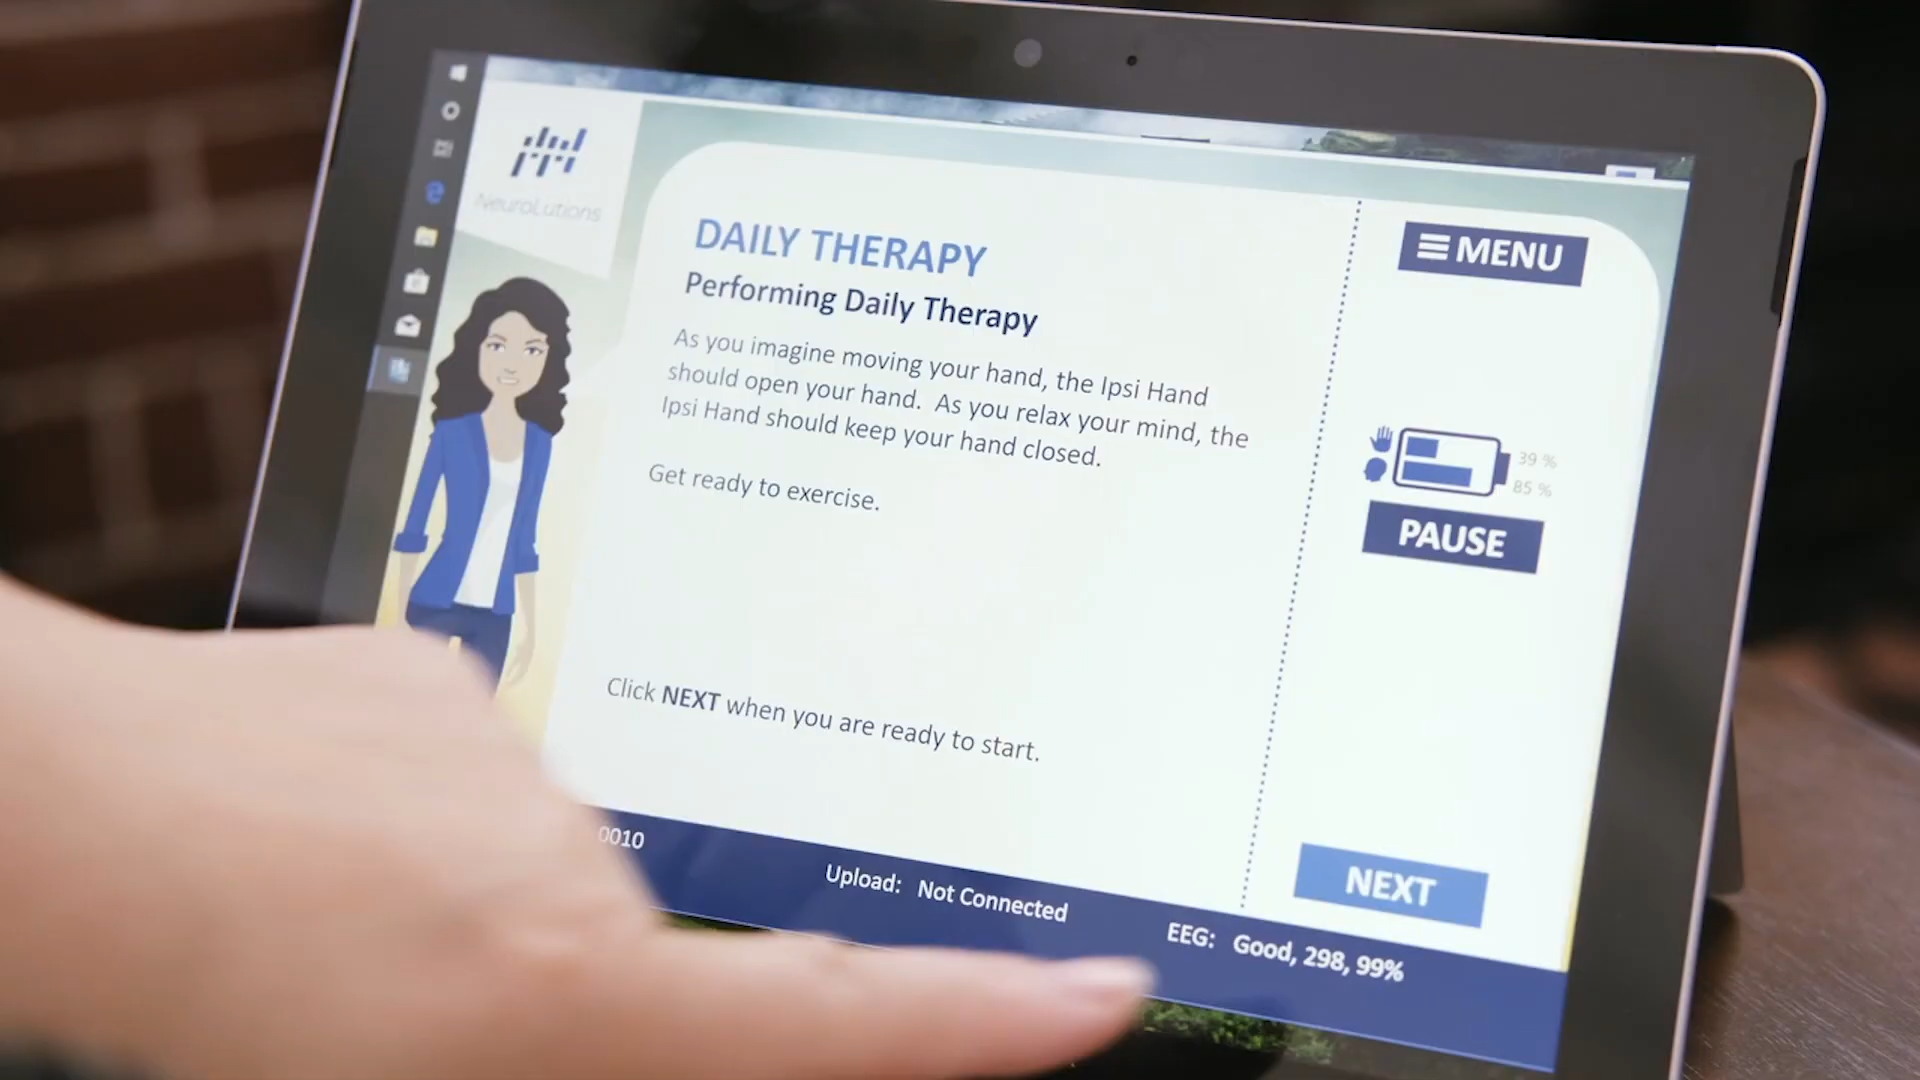 NeuroLutions
DAILY THERAPY
Performing Daily Therapy
As you imagine moving your hand, the Ipsi Hand
should open your hand. As you relax your mind, the
Ipsi Hand should keep your hand closed.
Get ready to exercise.
Click NEXT when you are ready to start.
MENU
39 %
85 %
PAUSE
NEXT
0010
Upload: Not Connected
EEG: Good, 298, 99%